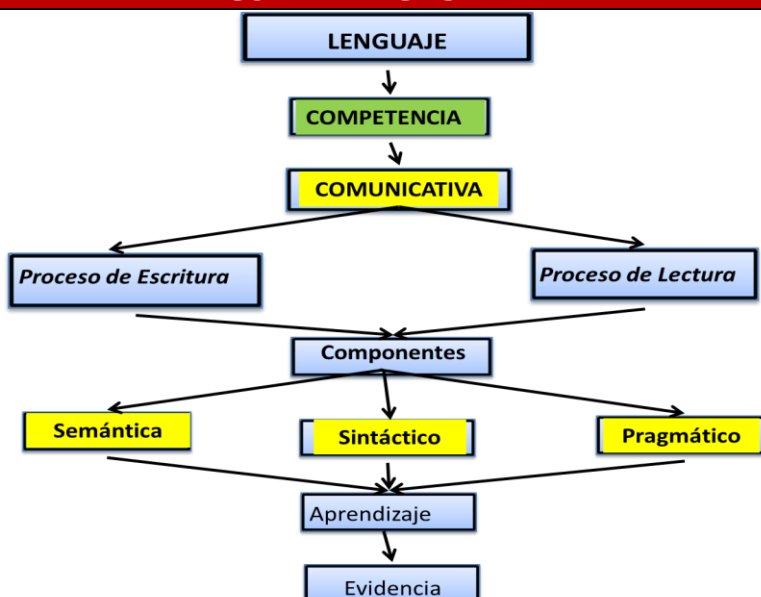 LENGUAJE
COMPETENCIA
COMUNICATIVA
Proceso de Escritura
Proceso de Lectura
Componentes
Semántica
Sintáctico
Pragmático
Aprendizaje
Evidencia